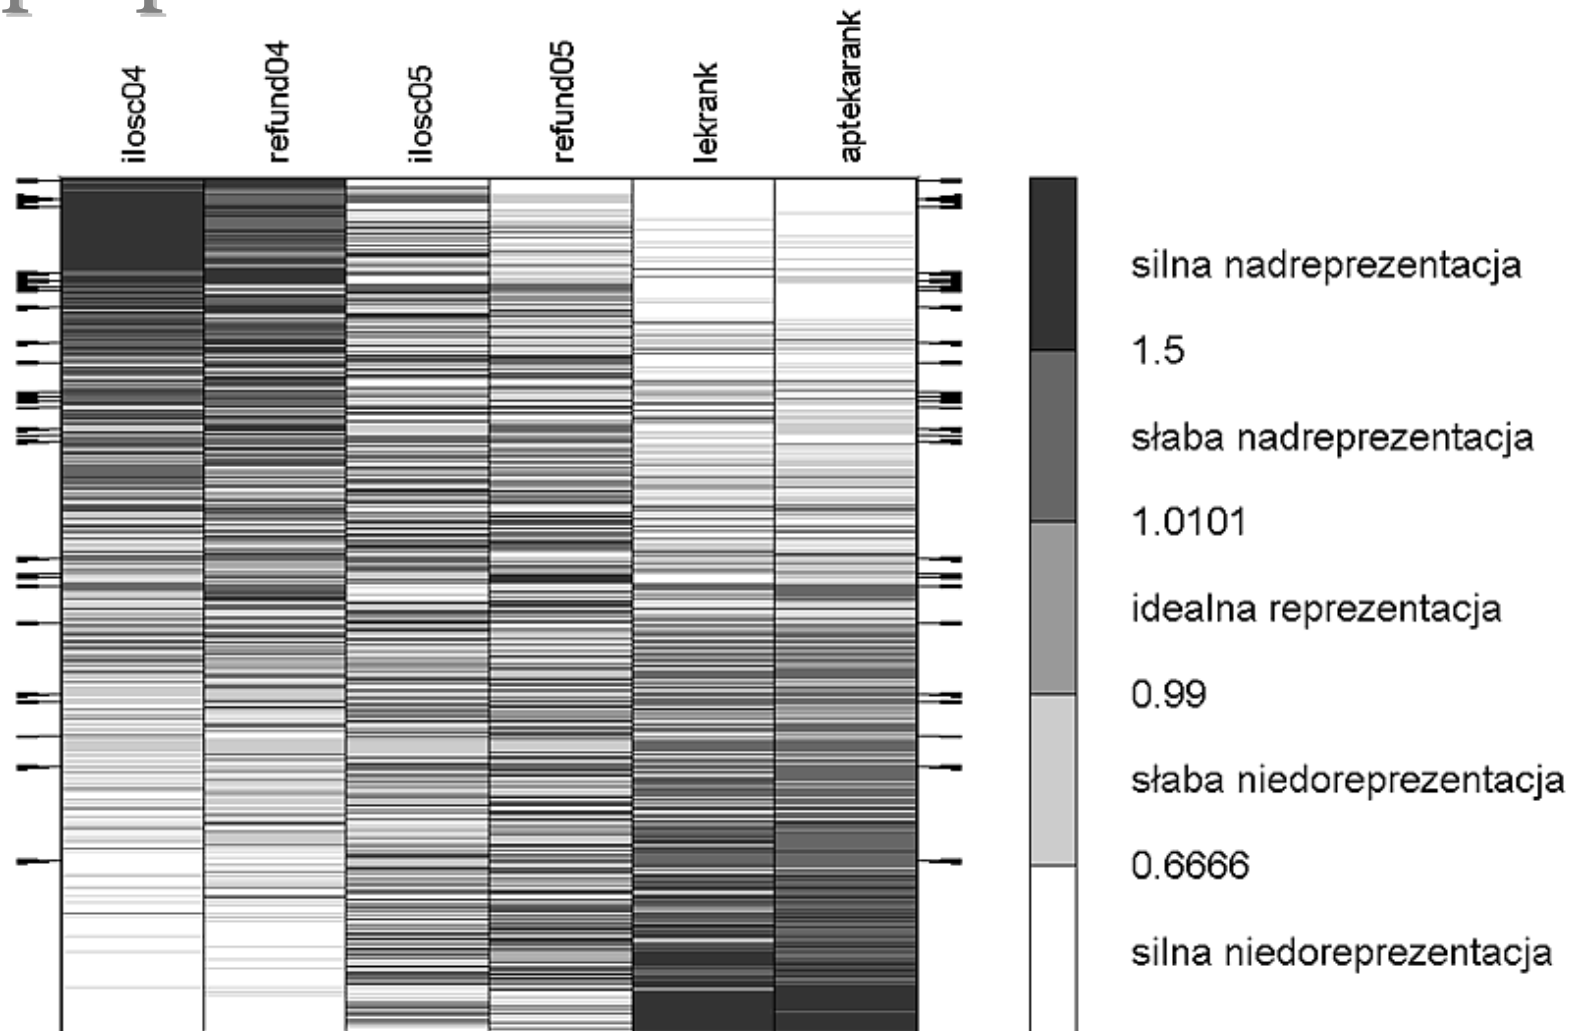 ilosc04
refund04
ilosc05
refund05
lekrank
aptekarank
silna nadreprezentacja
1.5
słaba nadreprezentacja
1.0101
idealna reprezentacja
0.99
słaba niedoreprezentacja
0.6666
silna niedoreprezentacja